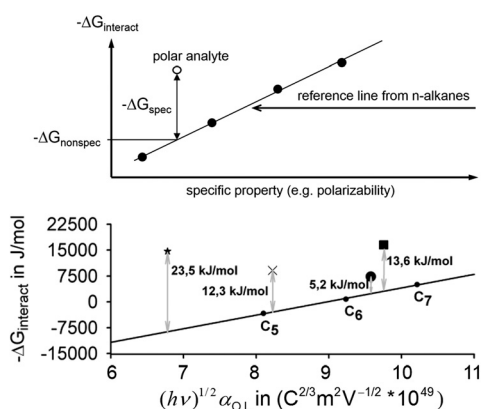 -ΔG_interact
polar analyte
-ΔG_spec
reference line from n-alkanes
-ΔG_nonspec
specific property (e.g. polarizability)
-ΔG_interact in J/mol
22500
15000
7500
0
-7500
-15000
23,5 kJ/mol
12,3 kJ/mol
5,2 kJ/mol
13,6 kJ/mol
C5
C6
C7
6 7 8 9 10 11
(hν)^1/2 α_O,L in (C^2/3 m^2 V^-1/2 *10^49)